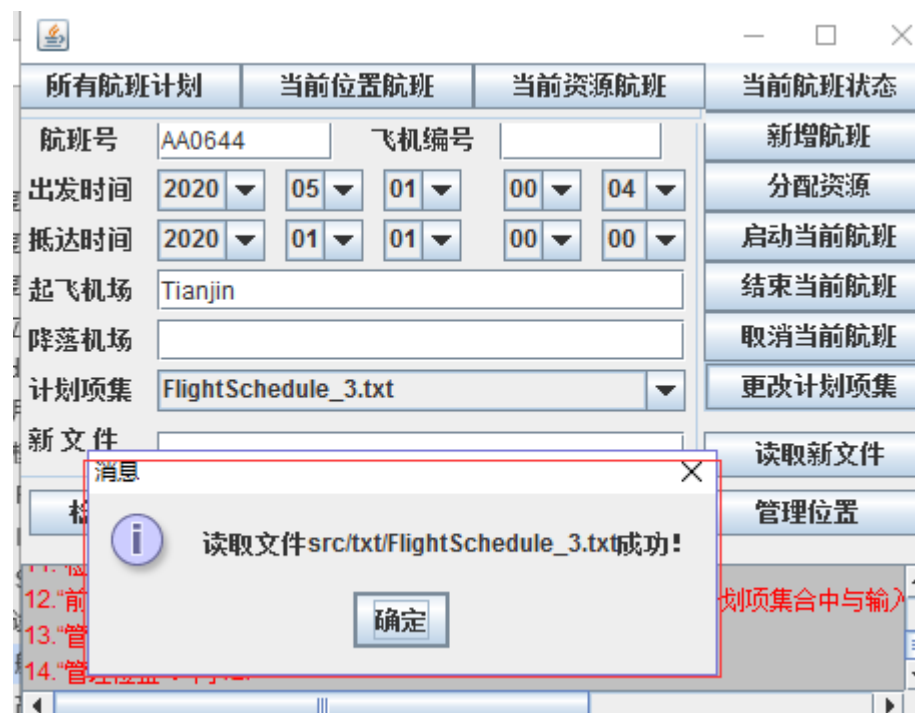 所有航班计划 当前位置航班 当前资源航班 当前航班状态
航班号 AA0644 飞机编号 新增航班
出发时间 2020 05 01 00 04 分配资源
抵达时间 2020 01 01 00 00 启动当前航班
起飞机场 Tianjin 结束当前航班
降落机场 取消当前航班
计划项集 FlightSchedule_3.txt 更改计划项集
新文件 读取新文件
消息
管理位置
读取文件src/txt/FlightSchedule_3.txt成功!
12.“前 划项集合中与输入
确定
13.“管
14.“管